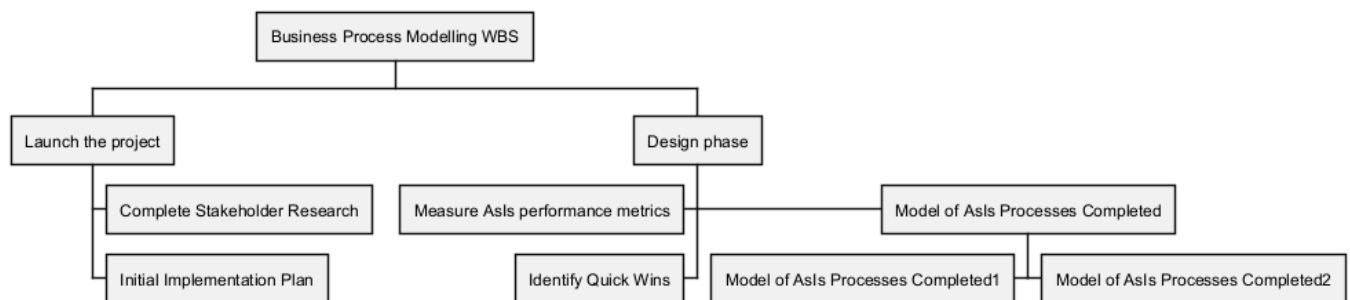 Business Process Modelling WBS
Launch the project
Design phase
Complete Stakeholder Research
Measure AsIs performance metrics
Model of AsIs Processes Completed
Initial Implementation Plan
Identify Quick Wins
Model of AsIs Processes Completed1
Model of AsIs Processes Completed2